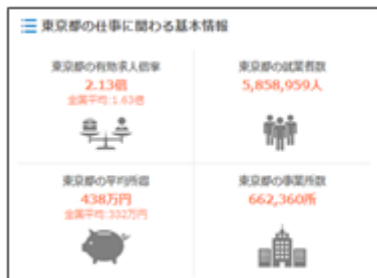 東京都の仕事に関わる基本情報
東京都の有効求人倍率
2.13倍
全国平均:1.63倍
東京都の就業者数
5,858,959人
東京都の平均所得
438万円
全国平均:332万円
東京都の事業所数
662,360所